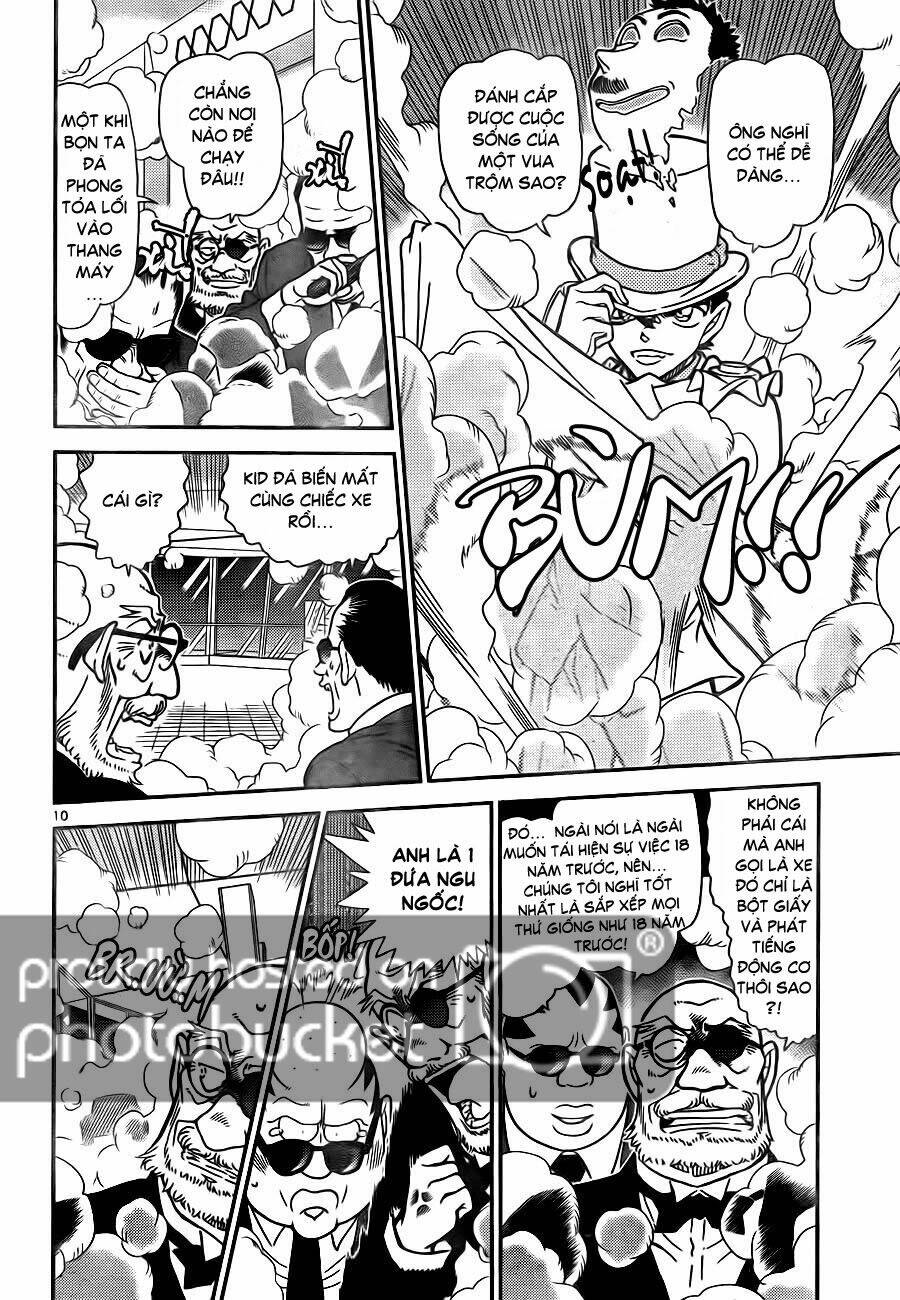 ÔNG NGHĨ
CÓ THỂ DỄ
DÀNG...
ĐÁNH CẮP
ĐƯỢC CUỘC
SỐNG CỦA
MỘT VUA
TRỘM SAO?
SOẠT!!
BÙM!!!
CHẲNG
CÒN NƠI
NÀO ĐỂ
CHẠY
ĐÂU!!
MỘT KHI
BỌN TA
ĐÃ
PHONG
TỎA LỐI
VÀO
THANG
MÁY
...
XỊT!
XỊT!
KID ĐÃ BIẾN MẤT
CÙNG CHIẾC XE
RỒI...
CÁI GÌ?
10
KHÔNG
PHẢI CÁI
MÀ ANH
GỌI LÀ XE
ĐÓ CHỈ LÀ
BỘT GIẤY
VÀ PHÁT
TIẾNG
ĐỘNG CƠ
THÔI SAO
?!
ĐÓ... NGÀI NÓI LÀ NGÀI
MUỐN TÁI HIỆN SỰ VIỆC 18
NĂM TRƯỚC, NÊN...
CHÚNG TÔI NGHĨ TỐT
NHẤT LÀ SẮP XẾP MỌI
THỨ GIỐNG NHƯ 18 NĂM
TRƯỚC!
ANH LÀ 1
ĐỨA NGU
NGỐC!
BỐP!
BR..ÙÙ..M
photobucket